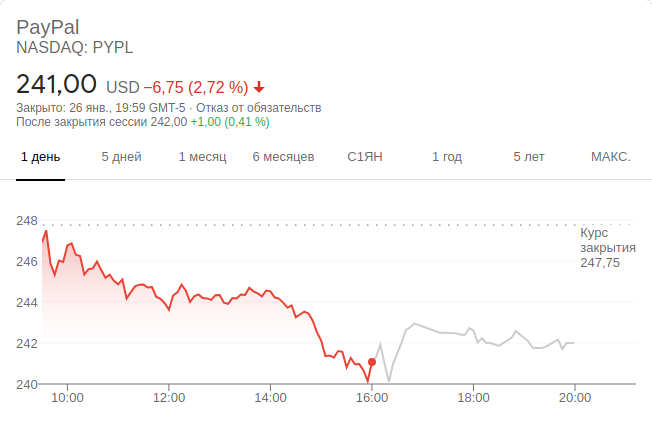 PayPal
NASDAQ: PYPL
241,00 USD −6,75 (2,72 %)
Закрыто: 26 янв., 19:59 GMT-5 · Отказ от обязательств
После закрытия сессии 242,00 +1,00 (0,41 %)
1 день 5 дней 1 месяц 6 месяцев С1ЯН 1 год 5 лет МАКС.
248
Курс
закрытия
247,75
246
244
242
240
10:00 12:00 14:00 16:00 18:00 20:00